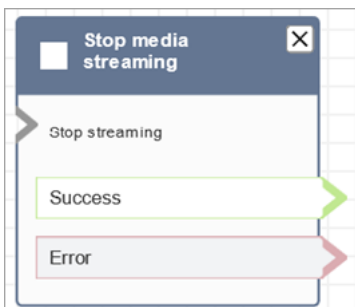 Stop media
streaming
Stop streaming
Success
Error